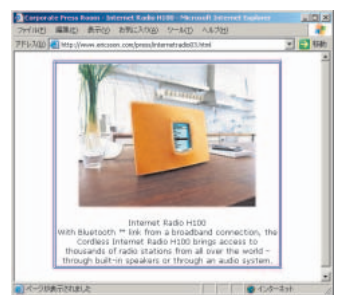 Corporate Press Room - Internet Radio H100 - Microsoft Internet Explorer
ファイル(F) 編集(E) 表示(V) お気に入り(A) ツール(T) ヘルプ(H)
アドレス(D) http://www.ericsson.com/press/internetradio03.html 移動
Internet Radio H100
With Bluetooth ™ link from a broadband connection, the
Cordless Internet Radio H100 brings access to
thousands of radio stations from all over the world –
through built-in speakers or through an audio system.
ページが表示されました インターネット